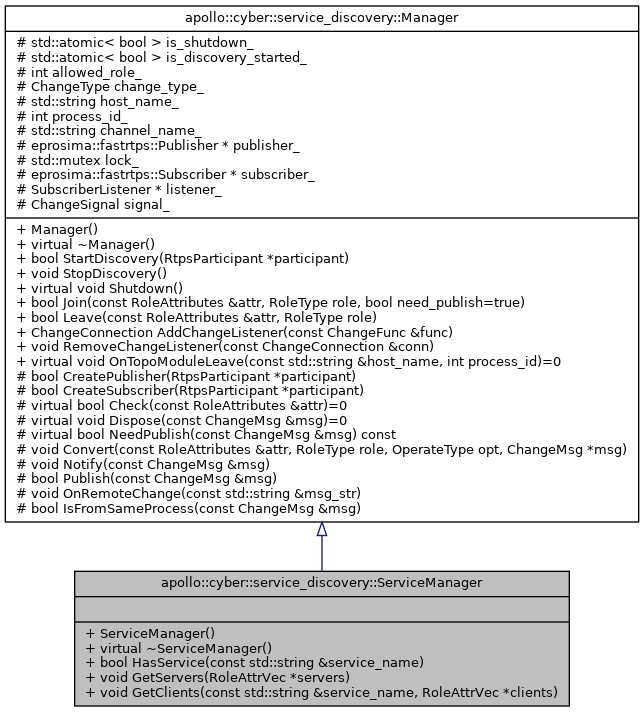 apollo::cyber::service_discovery::Manager
# std::atomic< bool > is_shutdown_
# std::atomic< bool > is_discovery_started_
# int allowed_role_
# ChangeType change_type_
# std::string host_name_
# int process_id_
# std::string channel_name_
# eprosima::fastrtps::Publisher * publisher_
# std::mutex lock_
# eprosima::fastrtps::Subscriber * subscriber_
# SubscriberListener * listener_
# ChangeSignal signal_
+ Manager()
+ virtual ~Manager()
+ bool StartDiscovery(RtpsParticipant *participant)
+ void StopDiscovery()
+ virtual void Shutdown()
+ bool Join(const RoleAttributes &attr, RoleType role, bool need_publish=true)
+ bool Leave(const RoleAttributes &attr, RoleType role)
+ ChangeConnection AddChangeListener(const ChangeFunc &func)
+ void RemoveChangeListener(const ChangeConnection &conn)
+ virtual void OnTopoModuleLeave(const std::string &host_name, int process_id)=0
# bool CreatePublisher(RtpsParticipant *participant)
# bool CreateSubscriber(RtpsParticipant *participant)
# virtual bool Check(const RoleAttributes &attr)=0
# virtual void Dispose(const ChangeMsg &msg)=0
# virtual bool NeedPublish(const ChangeMsg &msg) const
# void Convert(const RoleAttributes &attr, RoleType role, OperateType opt, ChangeMsg *msg)
# void Notify(const ChangeMsg &msg)
# bool Publish(const ChangeMsg &msg)
# void OnRemoteChange(const std::string &msg_str)
# bool IsFromSameProcess(const ChangeMsg &msg)
apollo::cyber::service_discovery::ServiceManager
+ ServiceManager()
+ virtual ~ServiceManager()
+ bool HasService(const std::string &service_name)
+ void GetServers(RoleAttrVec *servers)
+ void GetClients(const std::string &service_name, RoleAttrVec *clients)